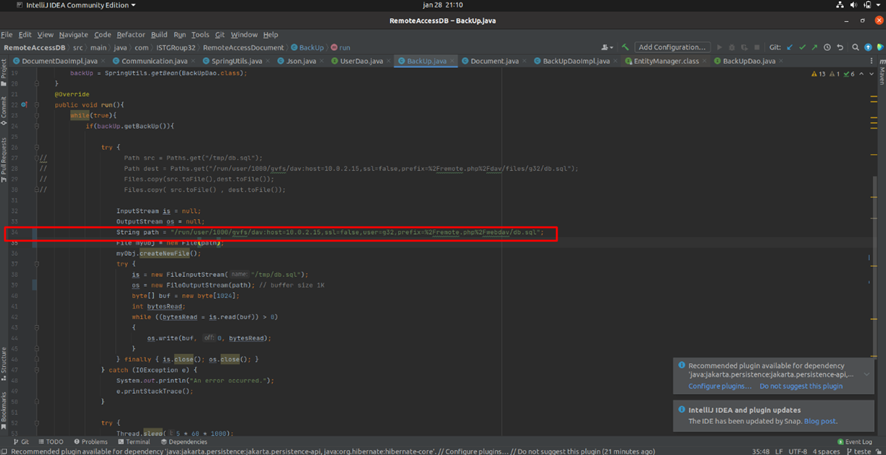 IntelliJ IDEA Community Edition
jan 28 21:10
RemoteAccessDB – BackUp.java
File Edit View Navigate Code Refactor Build Run Tools Git Window Help
RemoteAccessDB src main java com ISTGROup32 RemoteAccessDocument BackUp run
Add Configuration...
Git:
DocumentDaoImpl.java Communication.java SpringUtils.java Json.java UserDao.java BackUp.java Document.java BackUpDaoImpl.java EntityManager.class BackUpDao.java
backUp = SpringUtils.getBean(BackUpDao.class);
13 1 6
}
@Override
public void run(){
while(true){
if(backUp.getBackUp()){
try {
// Path src = Paths.get("/tmp/db.sql");
// Path dest = Paths.get("/run/user/1000/gvfs/dav:host=10.0.2.15,ssl=false,prefix=%2Fremote.php%2Fdav/files/g32/db.sql");
// Files.copy(src.toFile(),dest.toFile());
// Files.copy( src.toFile() , dest.toFile());
InputStream is = null;
OutputStream os = null;
String path = "/run/user/1000/gvfs/dav:host=10.0.2.15,ssl=false,user=g32,prefix=%2Fremote.php%2Fwebdav/db.sql";
File myObj = new File(path);
myObj.createNewFile();
try {
is = new FileInputStream( name: "/tmp/db.sql");
os = new FileOutputStream(path); // buffer size 1K
byte[] buf = new byte[1024];
int bytesRead;
while ((bytesRead = is.read(buf)) > 0)
{
os.write(buf, off: 0, bytesRead);
}
} finally { is.close(); os.close(); }
} catch (IOException e) {
System.out.println("An error occurred.");
e.printStackTrace();
}
try {
Thread.sleep( 5 * 60 * 1000);
Project
Commit
Pull Requests
Structure
Bookmarks
Maven
Recommended plugin available for dependency
'java:jakarta.persistence:jakarta.persistence-api,...
Configure plugins... Do not suggest this plugin
IntelliJ IDEA and plugin updates
The IDE has been updated by Snap. Blog post.
Git TODO Problems Terminal Dependencies
Event Log
Recommended plugin available for dependency 'java:jakarta.persistence:jakarta.persistence-api, java:org.hibernate:hibernate-core'. // Configure plugins... // Do not suggest this plugin (21 minutes ago)
35:48 LF UTF-8 4 spaces teste